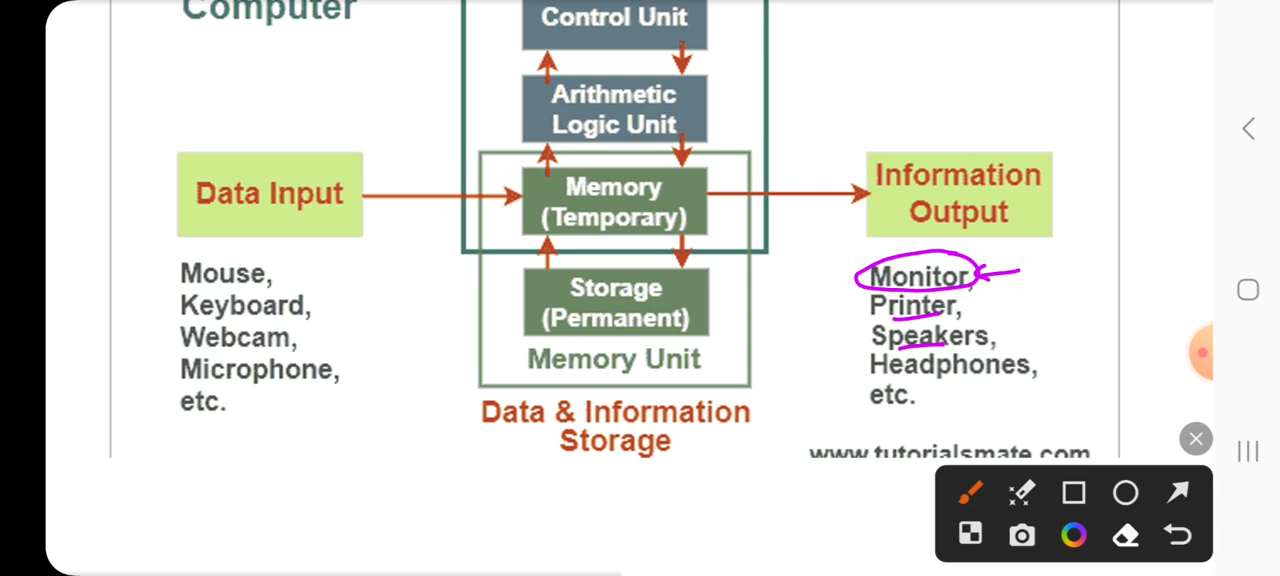 Computer
Control Unit
Arithmetic
Logic Unit
Data Input
Memory
(Temporary)
Information
Output
Mouse,
Keyboard,
Webcam,
Microphone,
etc.
Storage
(Permanent)
Memory Unit
Monitor,
Printer,
Speakers,
Headphones,
etc.
Data & Information
Storage
www.tutorialsmate.com